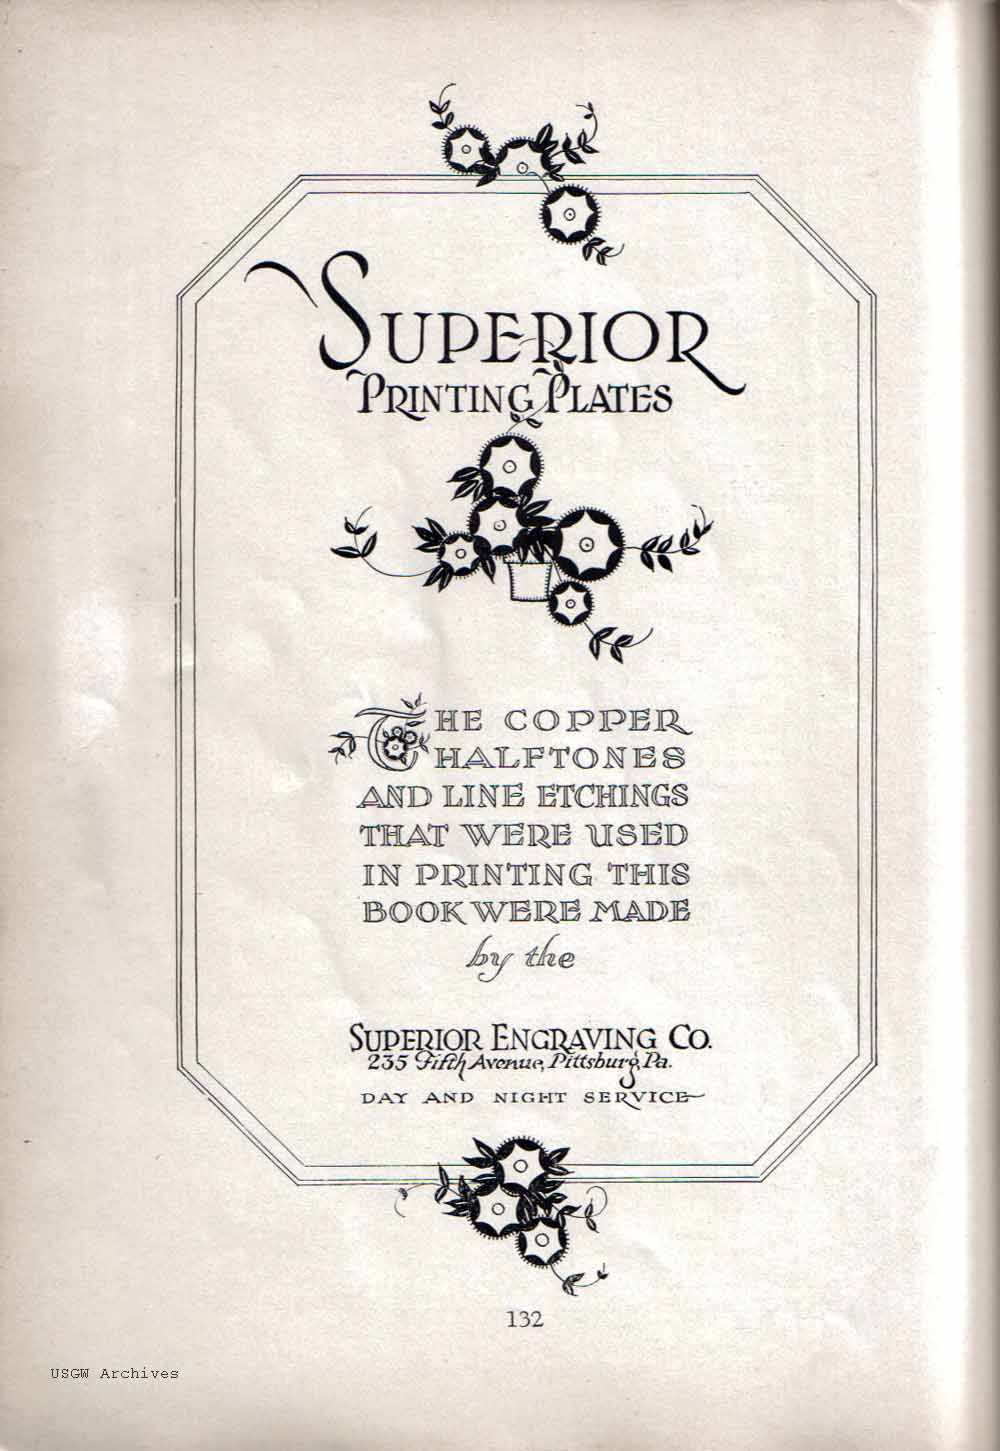 SUPERIOR
PRINTING PLATES
THE COPPER
HALFTONES
AND LINE ETCHINGS
THAT WERE USED
IN PRINTING THIS
BOOK WERE MADE
by the
SUPERIOR ENGRAVING CO.
235 Fifth Avenue, Pittsburg, Pa.
DAY AND NIGHT SERVICE
132
USGW Archives